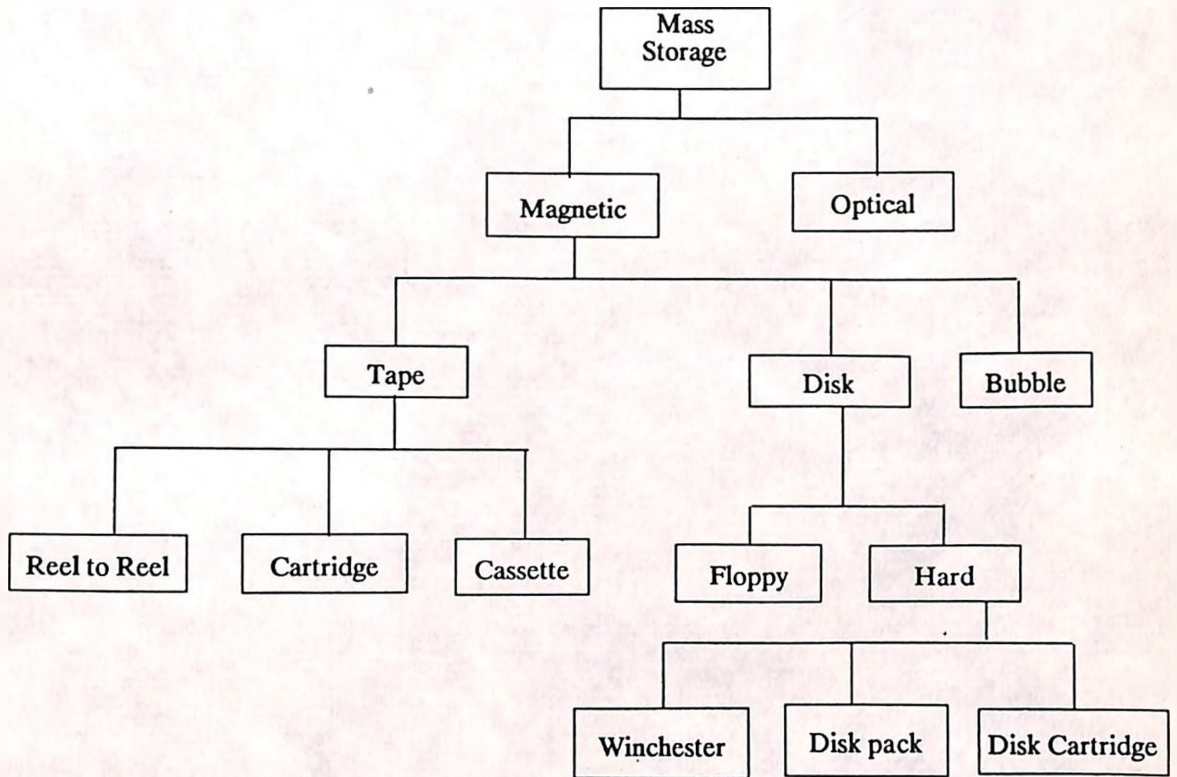 Mass
Storage
Magnetic
Optical
Tape
Disk
Bubble
Reel to Reel
Cartridge
Cassette
Floppy
Hard
Winchester
Disk pack
Disk Cartridge